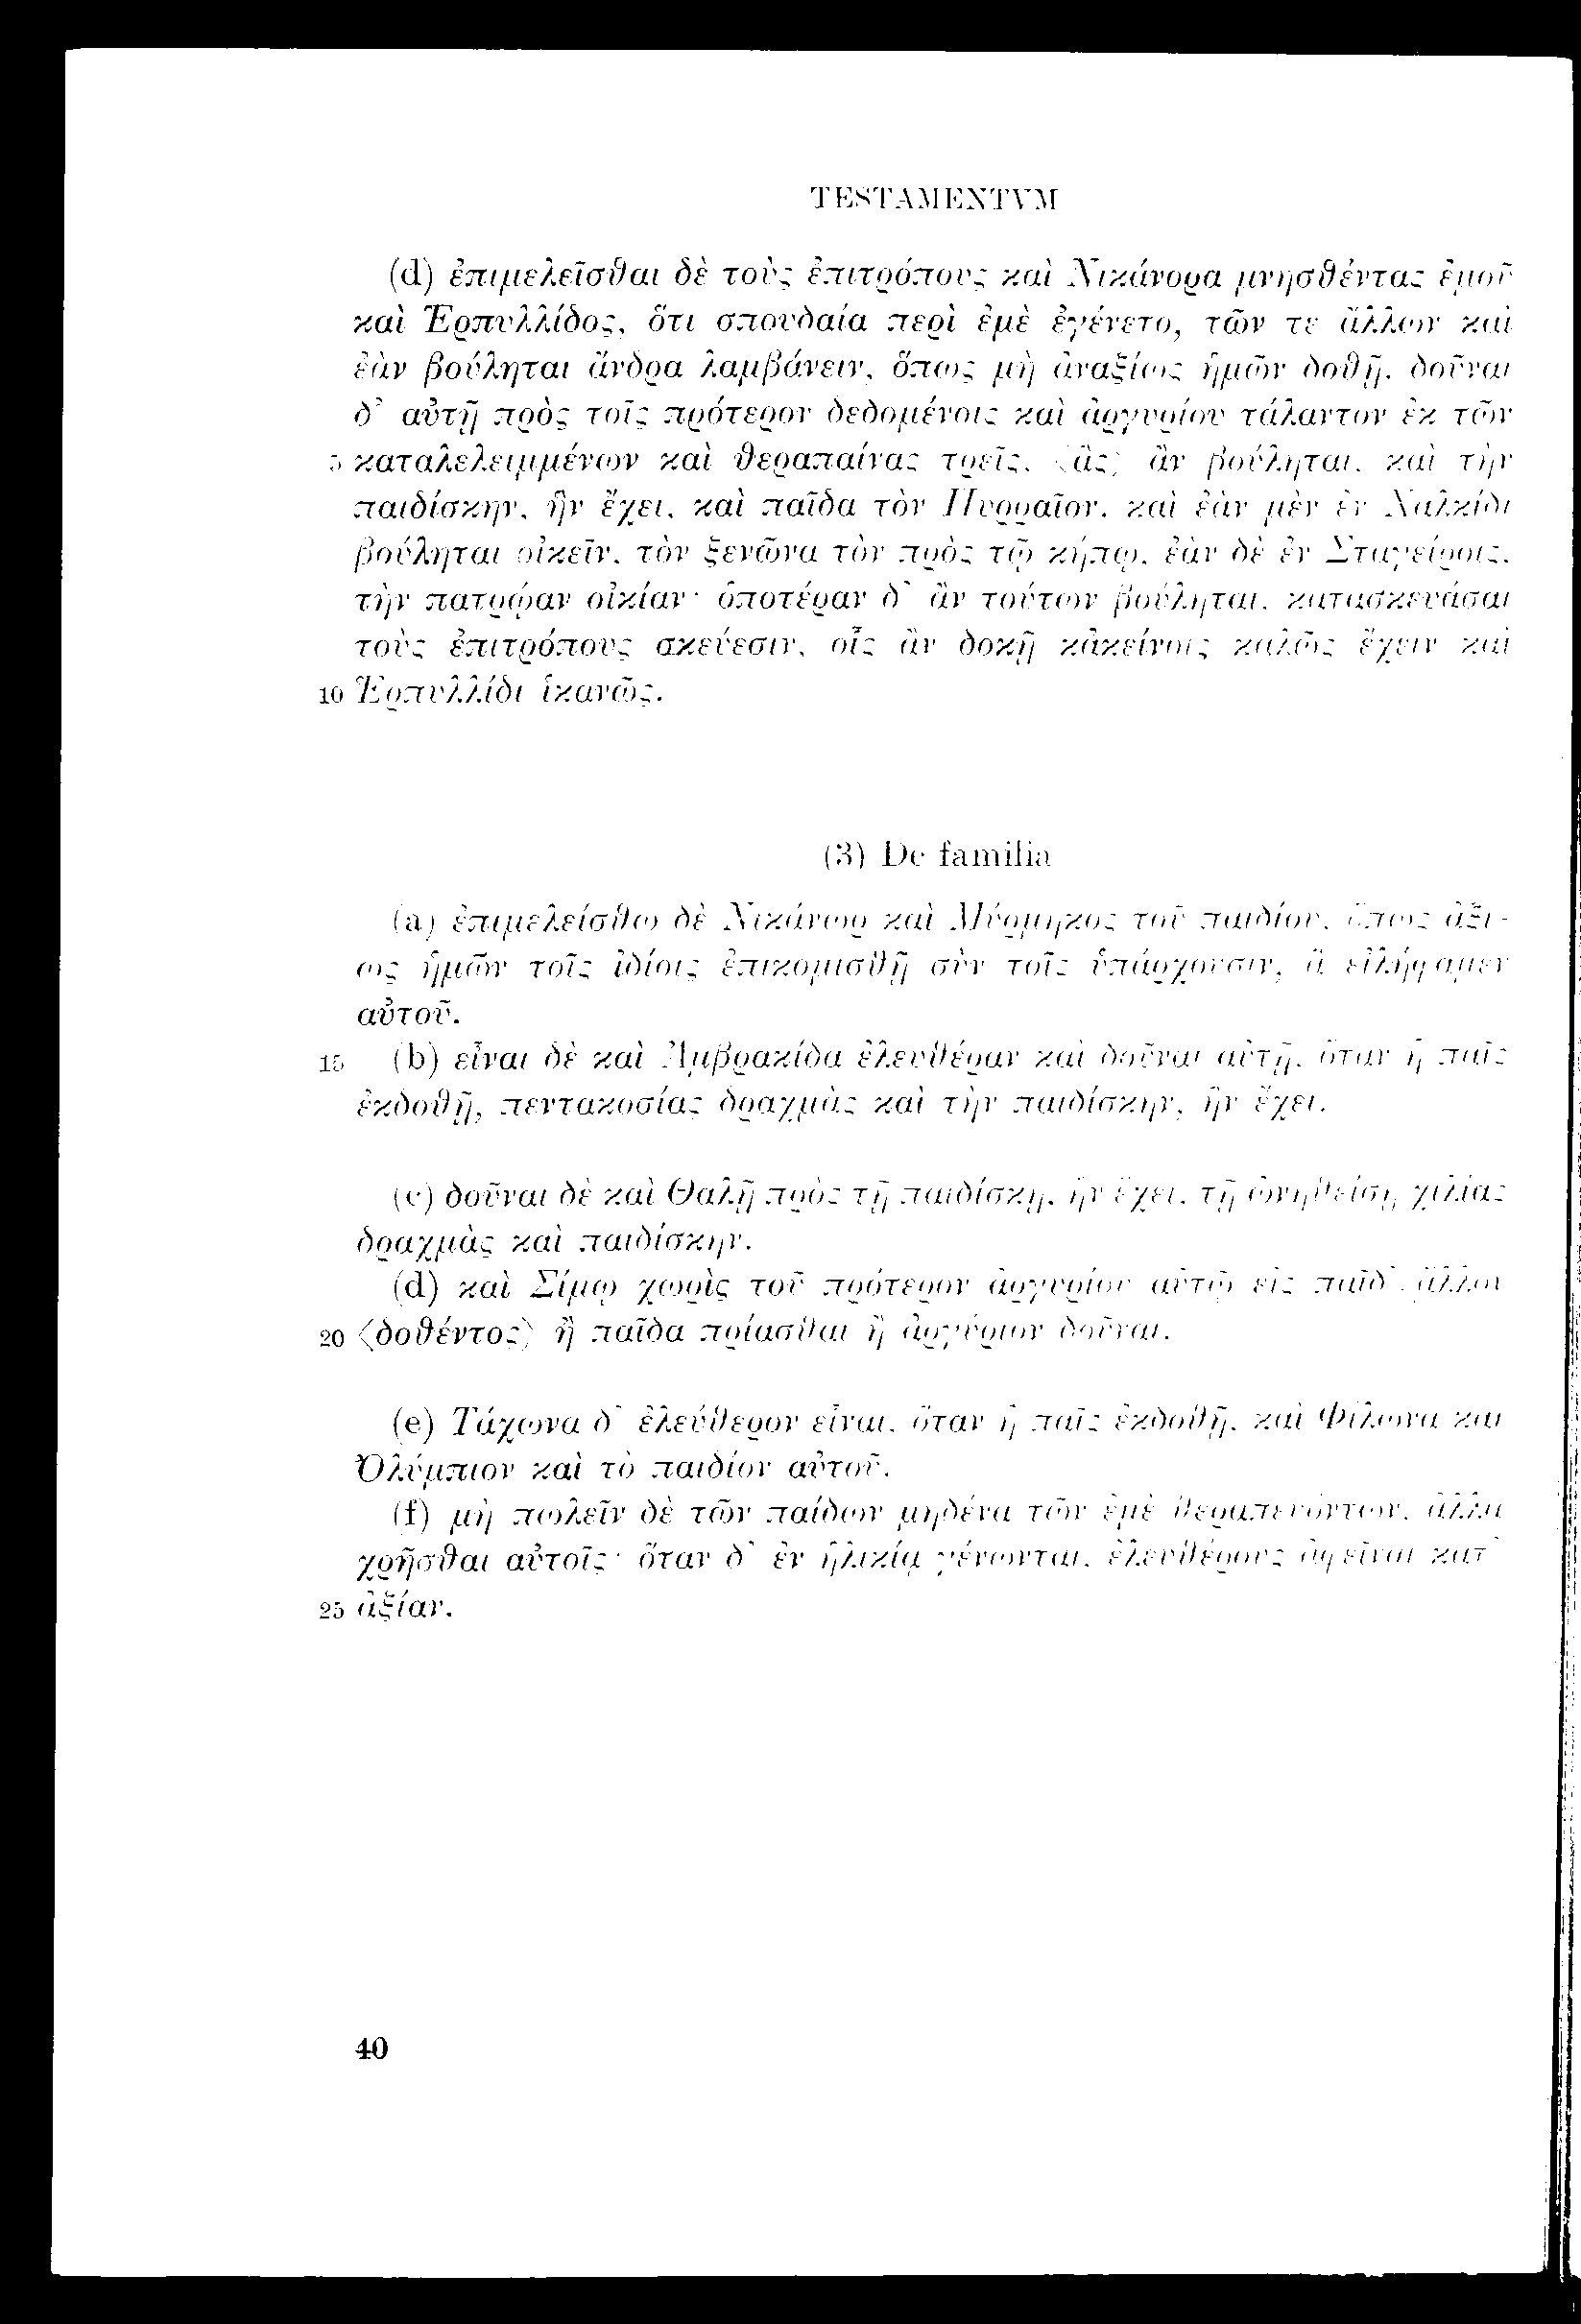 TESTAMENTVM
(d) ἐπιμελεῖσθαι δὲ τοὺς ἐπιτρόπους καὶ Νικάνορα μνησθέντας ἐμοῦ
καὶ Ἑρπυλλίδος, ὅτι σπουδαία περὶ ἐμὲ ἐγένετο, τῶν τε ἄλλων καὶ
ἐὰν βούληται ἄνδρα λαμβάνειν, ὅπως μὴ ἀναξίως ἡμῶν δοθῇ. δοῦναι
δ' αὐτῇ πρὸς τοῖς πρότερον δεδομένοις καὶ ἀργυρίου τάλαντον ἐκ τῶν
5 καταλελειμμένων καὶ θεραπαίνας τρεῖς, ⟨ἃς⟩ ἂν βούληται, καὶ τὴν
παιδίσκην, ἣν ἔχει, καὶ παῖδα τὸν Πυρραῖον. καὶ ἐὰν μὲν ἐν Χαλκίδι
βούληται οἰκεῖν, τὸν ξενῶνα τὸν πρὸς τῷ κήπῳ. ἐὰν δὲ ἐν Σταγείροις,
τὴν πατρῴαν οἰκίαν· ὁποτέραν δ' ἂν τούτων βούληται, κατασκευάσαι
τοὺς ἐπιτρόπους σκεύεσιν, οἷς ἂν δοκῇ κἀκείνοις καλῶς ἔχειν καὶ
10 Ἑρπυλλίδι ἱκανῶς.
(3) De familia
(a) ἐπιμελείσθω δὲ Νικάνωρ καὶ Μύρμηκος τοῦ παιδίου, ὅπως ἀξί-
ως ἡμῶν τοῖς ἰδίοις ἐπικομισθῇ σὺν τοῖς ὑπάρχουσιν, ἃ εἰλήφαμεν
αὐτοῦ.
15 (b) εἶναι δὲ καὶ Ἀμβρακίδα ἐλευθέραν καὶ δοῦναι αὐτῇ, ὅταν ἡ παῖς
ἐκδοθῇ, πεντακοσίας δραχμὰς καὶ τὴν παιδίσκην, ἣν ἔχει.
(c) δοῦναι δὲ καὶ Θαλῇ πρὸς τῇ παιδίσκῃ, ἣν ἔχει, τῇ ὠνηθείσῃ χιλίας
δραχμὰς καὶ παιδίσκην.
(d) καὶ Σίμῳ χωρὶς τοῦ πρότερον ἀργυρίου αὐτῷ εἰς παῖδ' ἄλλον
20 ⟨δοθέντος⟩ ἢ παῖδα πρίασθαι ἢ ἀργύριον δοῦναι.
(e) Τάχωνα δ' ἐλεύθερον εἶναι, ὅταν ἡ παῖς ἐκδοθῇ, καὶ Φίλωνα καὶ
Ὀλύμπιον καὶ τὸ παιδίον αὐτοῦ.
(f) μὴ πωλεῖν δὲ τῶν παίδων μηδένα τῶν ἐμὲ θεραπευόντων, ἀλλὰ
χρῆσθαι αὐτοῖς· ὅταν δ' ἐν ἡλικίᾳ γένωνται, ἐλευθέρους ἀφεῖναι κατ'
25 ἀξίαν.
40